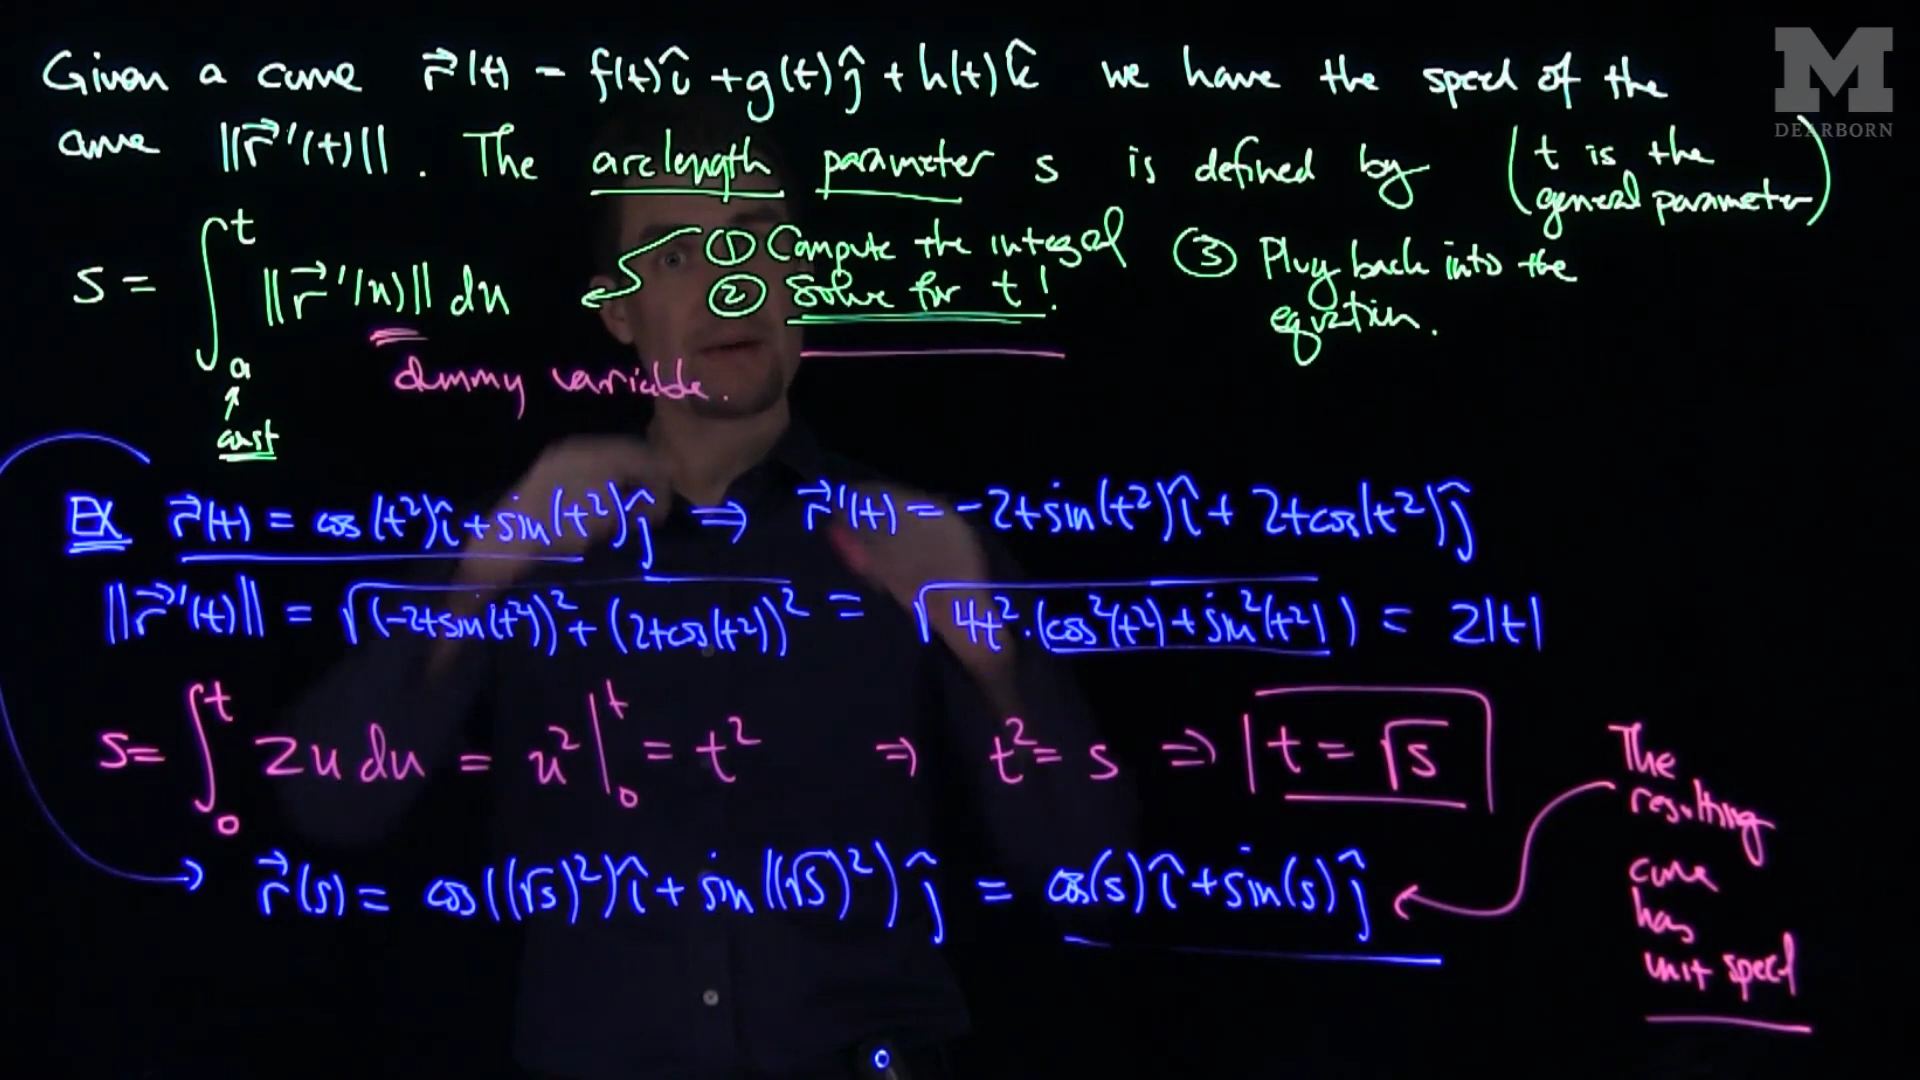 Given a curve r⃗(t) = f(t)î + g(t)ĵ + h(t)k̂ we have the speed of the
curve ||r⃗'(t)||. The arclength parameter s is defined by (t is the general parameter)
s = ∫ₐᵗ ||r⃗'(u)|| du
① Compute the integral
② Solve for t!
③ Plug back into the
equation.
dummy variable.
a
↑
const
EX r⃗(t) = cos(t²)î + sin(t²)ĵ ⇒ r⃗'(t) = -2t sin(t²)î + 2t cos(t²)ĵ
||r⃗'(t)|| = √((-2t sin(t²))² + (2t cos(t²))²) = √(4t²·(cos²(t²) + sin²(t²))) = 2|t|
s = ∫₀ᵗ 2u du = u²|₀ᵗ = t² ⇒ t² = s ⇒ t = √s
→ r⃗(s) = cos((√s)²)î + sin((√s)²)ĵ = cos(s)î + sin(s)ĵ
The
resulting
curve
has
unit speed
M
DEARBORN